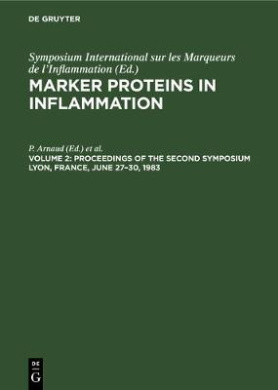 DE GRUYTER
Symposium International sur les Marqueurs
de l'Inflammation (Ed.)
MARKER PROTEINS IN
INFLAMMATION
P. Arnaud (Ed.) et al.
VOLUME 2: PROCEEDINGS OF THE SECOND SYMPOSIUM
LYON, FRANCE, JUNE 27–30, 1983
DE
G